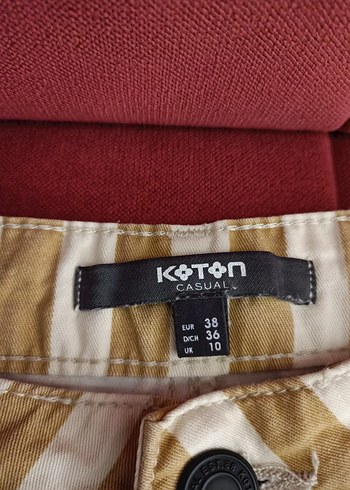 KOTON
CASUAL
EUR 38
D/CH 36
UK 10